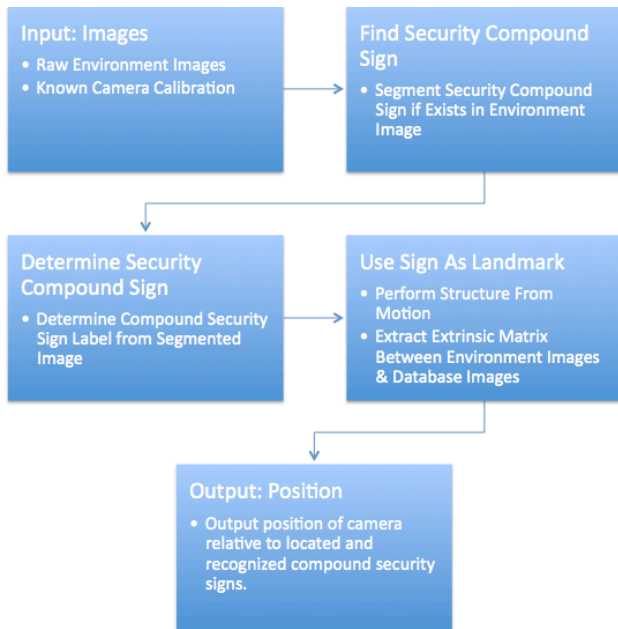 Input: Images
• Raw Environment Images
• Known Camera Calibration
Find Security Compound
Sign
• Segment Security Compound
Sign if Exists in Environment
Image
Determine Security
Compound Sign
• Determine Compound Security
Sign Label from Segmented
Image
Use Sign As Landmark
• Perform Structure From
Motion
• Extract Extrinsic Matrix
Between Environment Images
& Database Images
Output: Position
• Output position of camera
relative to located and
recognized compound security
signs.